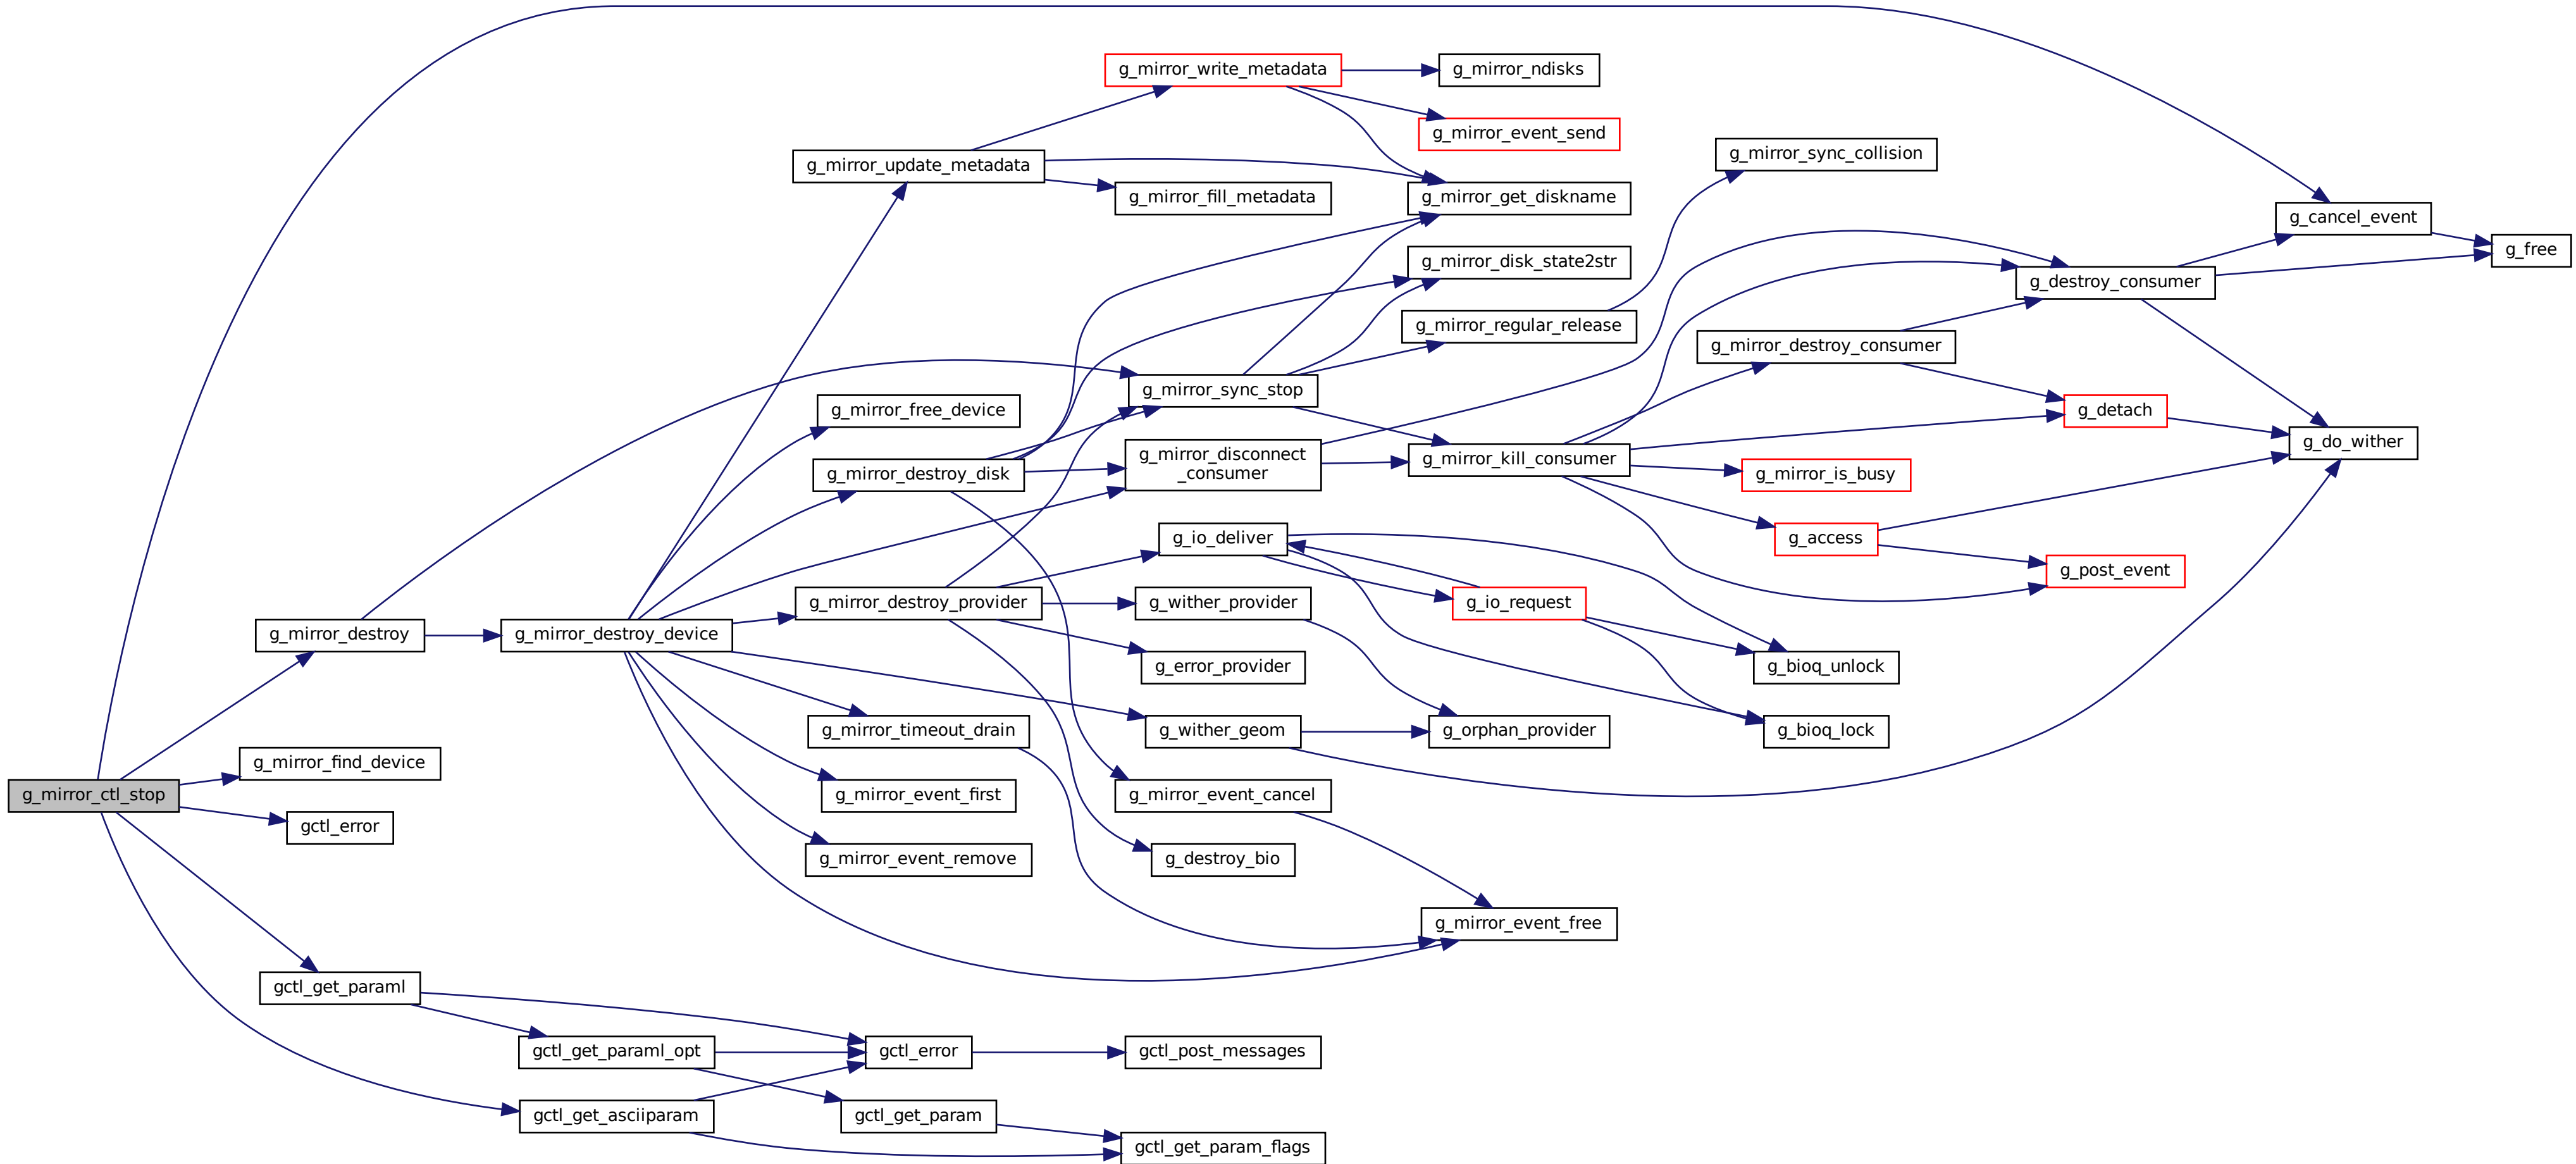 g_mirror_write_metadata
g_mirror_ndisks
g_mirror_event_send
g_mirror_sync_collision
g_mirror_update_metadata
g_mirror_fill_metadata
g_mirror_get_diskname
g_cancel_event
g_free
g_mirror_disk_state2str
g_destroy_consumer
g_mirror_regular_release
g_mirror_destroy_consumer
g_mirror_sync_stop
g_mirror_free_device
g_detach
g_do_wither
g_mirror_disconnect
_consumer
g_mirror_destroy_disk
g_mirror_kill_consumer
g_mirror_is_busy
g_io_deliver
g_access
g_post_event
g_mirror_destroy_provider
g_wither_provider
g_io_request
g_mirror_destroy
g_mirror_destroy_device
g_error_provider
g_bioq_unlock
g_mirror_timeout_drain
g_wither_geom
g_orphan_provider
g_bioq_lock
g_mirror_find_device
g_mirror_ctl_stop
g_mirror_event_first
g_mirror_event_cancel
gctl_error
g_mirror_event_remove
g_destroy_bio
g_mirror_event_free
gctl_get_paraml
gctl_get_paraml_opt
gctl_error
gctl_post_messages
gctl_get_asciiparam
gctl_get_param
gctl_get_param_flags